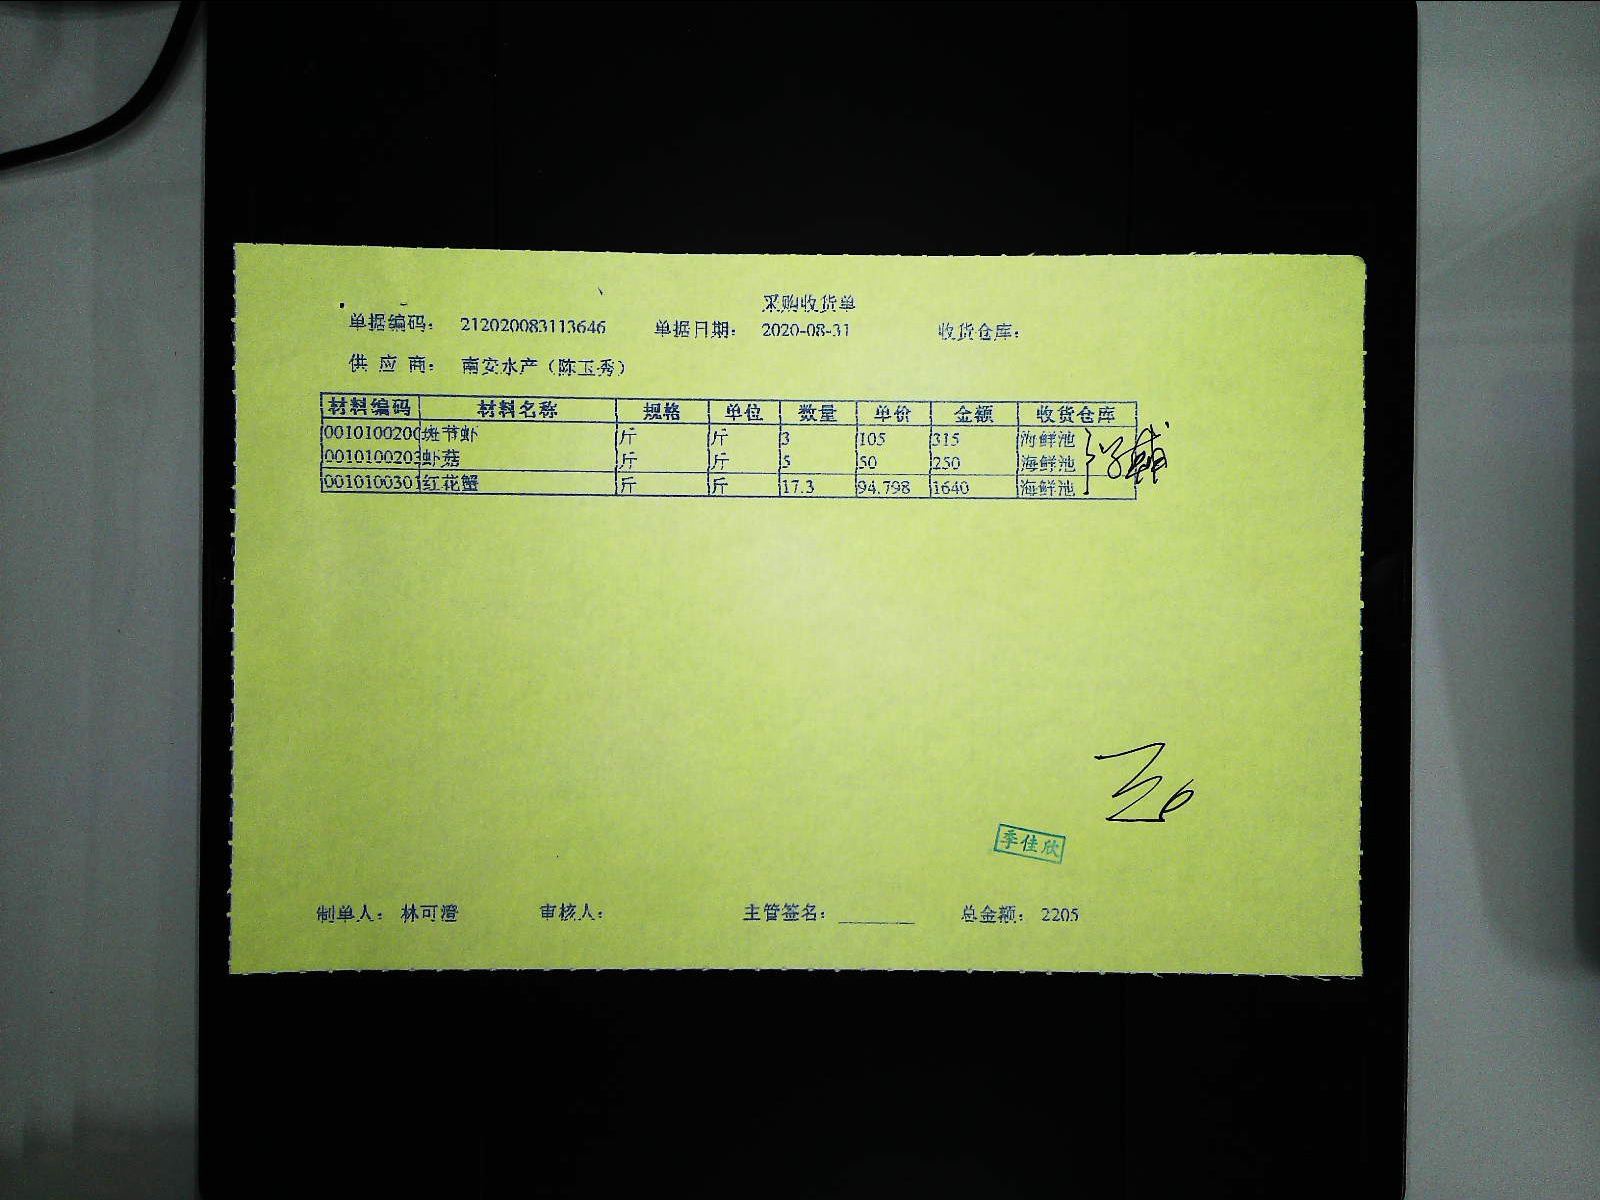 采购收货单
单据编码： 212020083113646 单据日期： 2020-08-31 收货仓库：
供 应 商： 南安水产（陈玉秀）
材料编码 材料名称 规格 单位 数量 单价 金额 收货仓库
0010100200 斑节虾 斤 斤 3 105 315 海鲜池
0010100203 虾菇 斤 斤 5 50 250 海鲜池
0010100301 红花蟹 斤 斤 17.3 94.798 1640 海鲜池
季佳欣
制单人： 林可澄 审核人： 主管签名： ________ 总金额： 2205